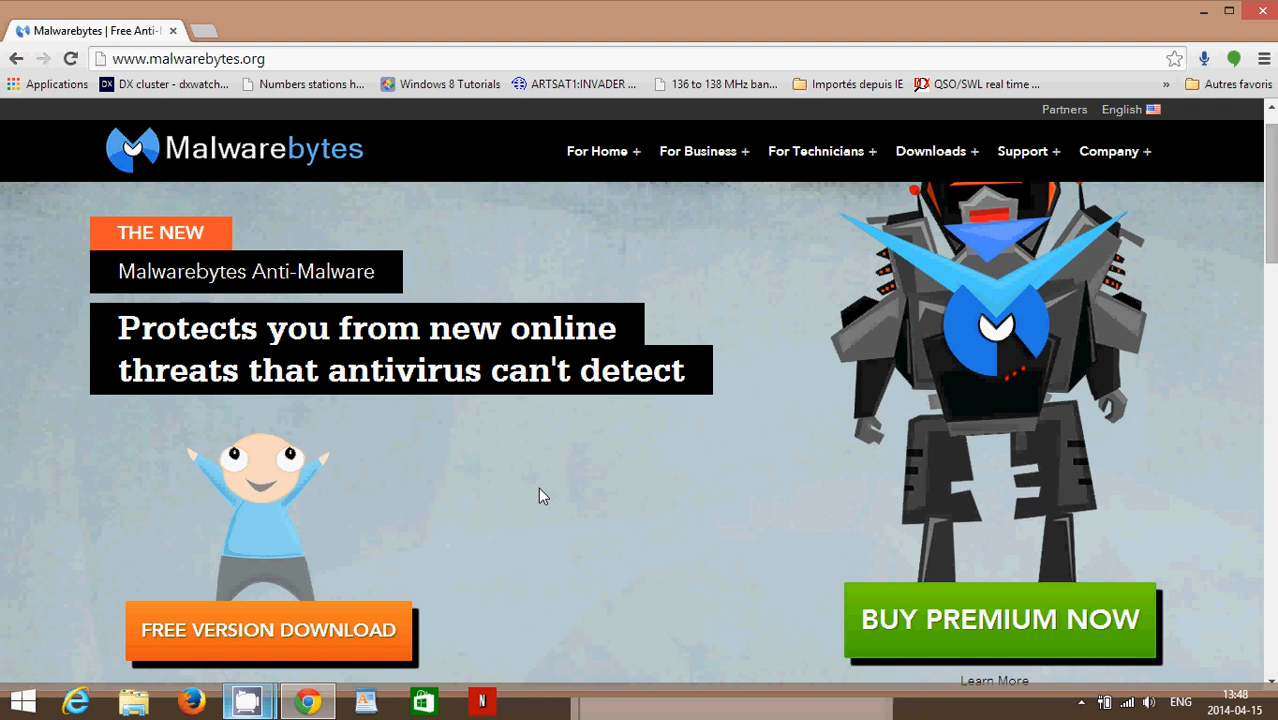 Malwarebytes | Free Anti-
www.malwarebytes.org
Applications
DX
DX cluster - dxwatch...
Numbers stations h...
Windows 8 Tutorials
ARTSAT1:INVADER ...
136 to 138 MHz ban...
Importés depuis IE
QSO/SWL real time ...
»
Autres favoris
Partners
English
Malwarebytes
For Home +
For Business +
For Technicians +
Downloads +
Support +
Company +
THE NEW
Malwarebytes Anti-Malware
Protects you from new online
threats that antivirus can't detect
FREE VERSION DOWNLOAD
BUY PREMIUM NOW
Learn More
N
ENG
13:48
2014-04-15